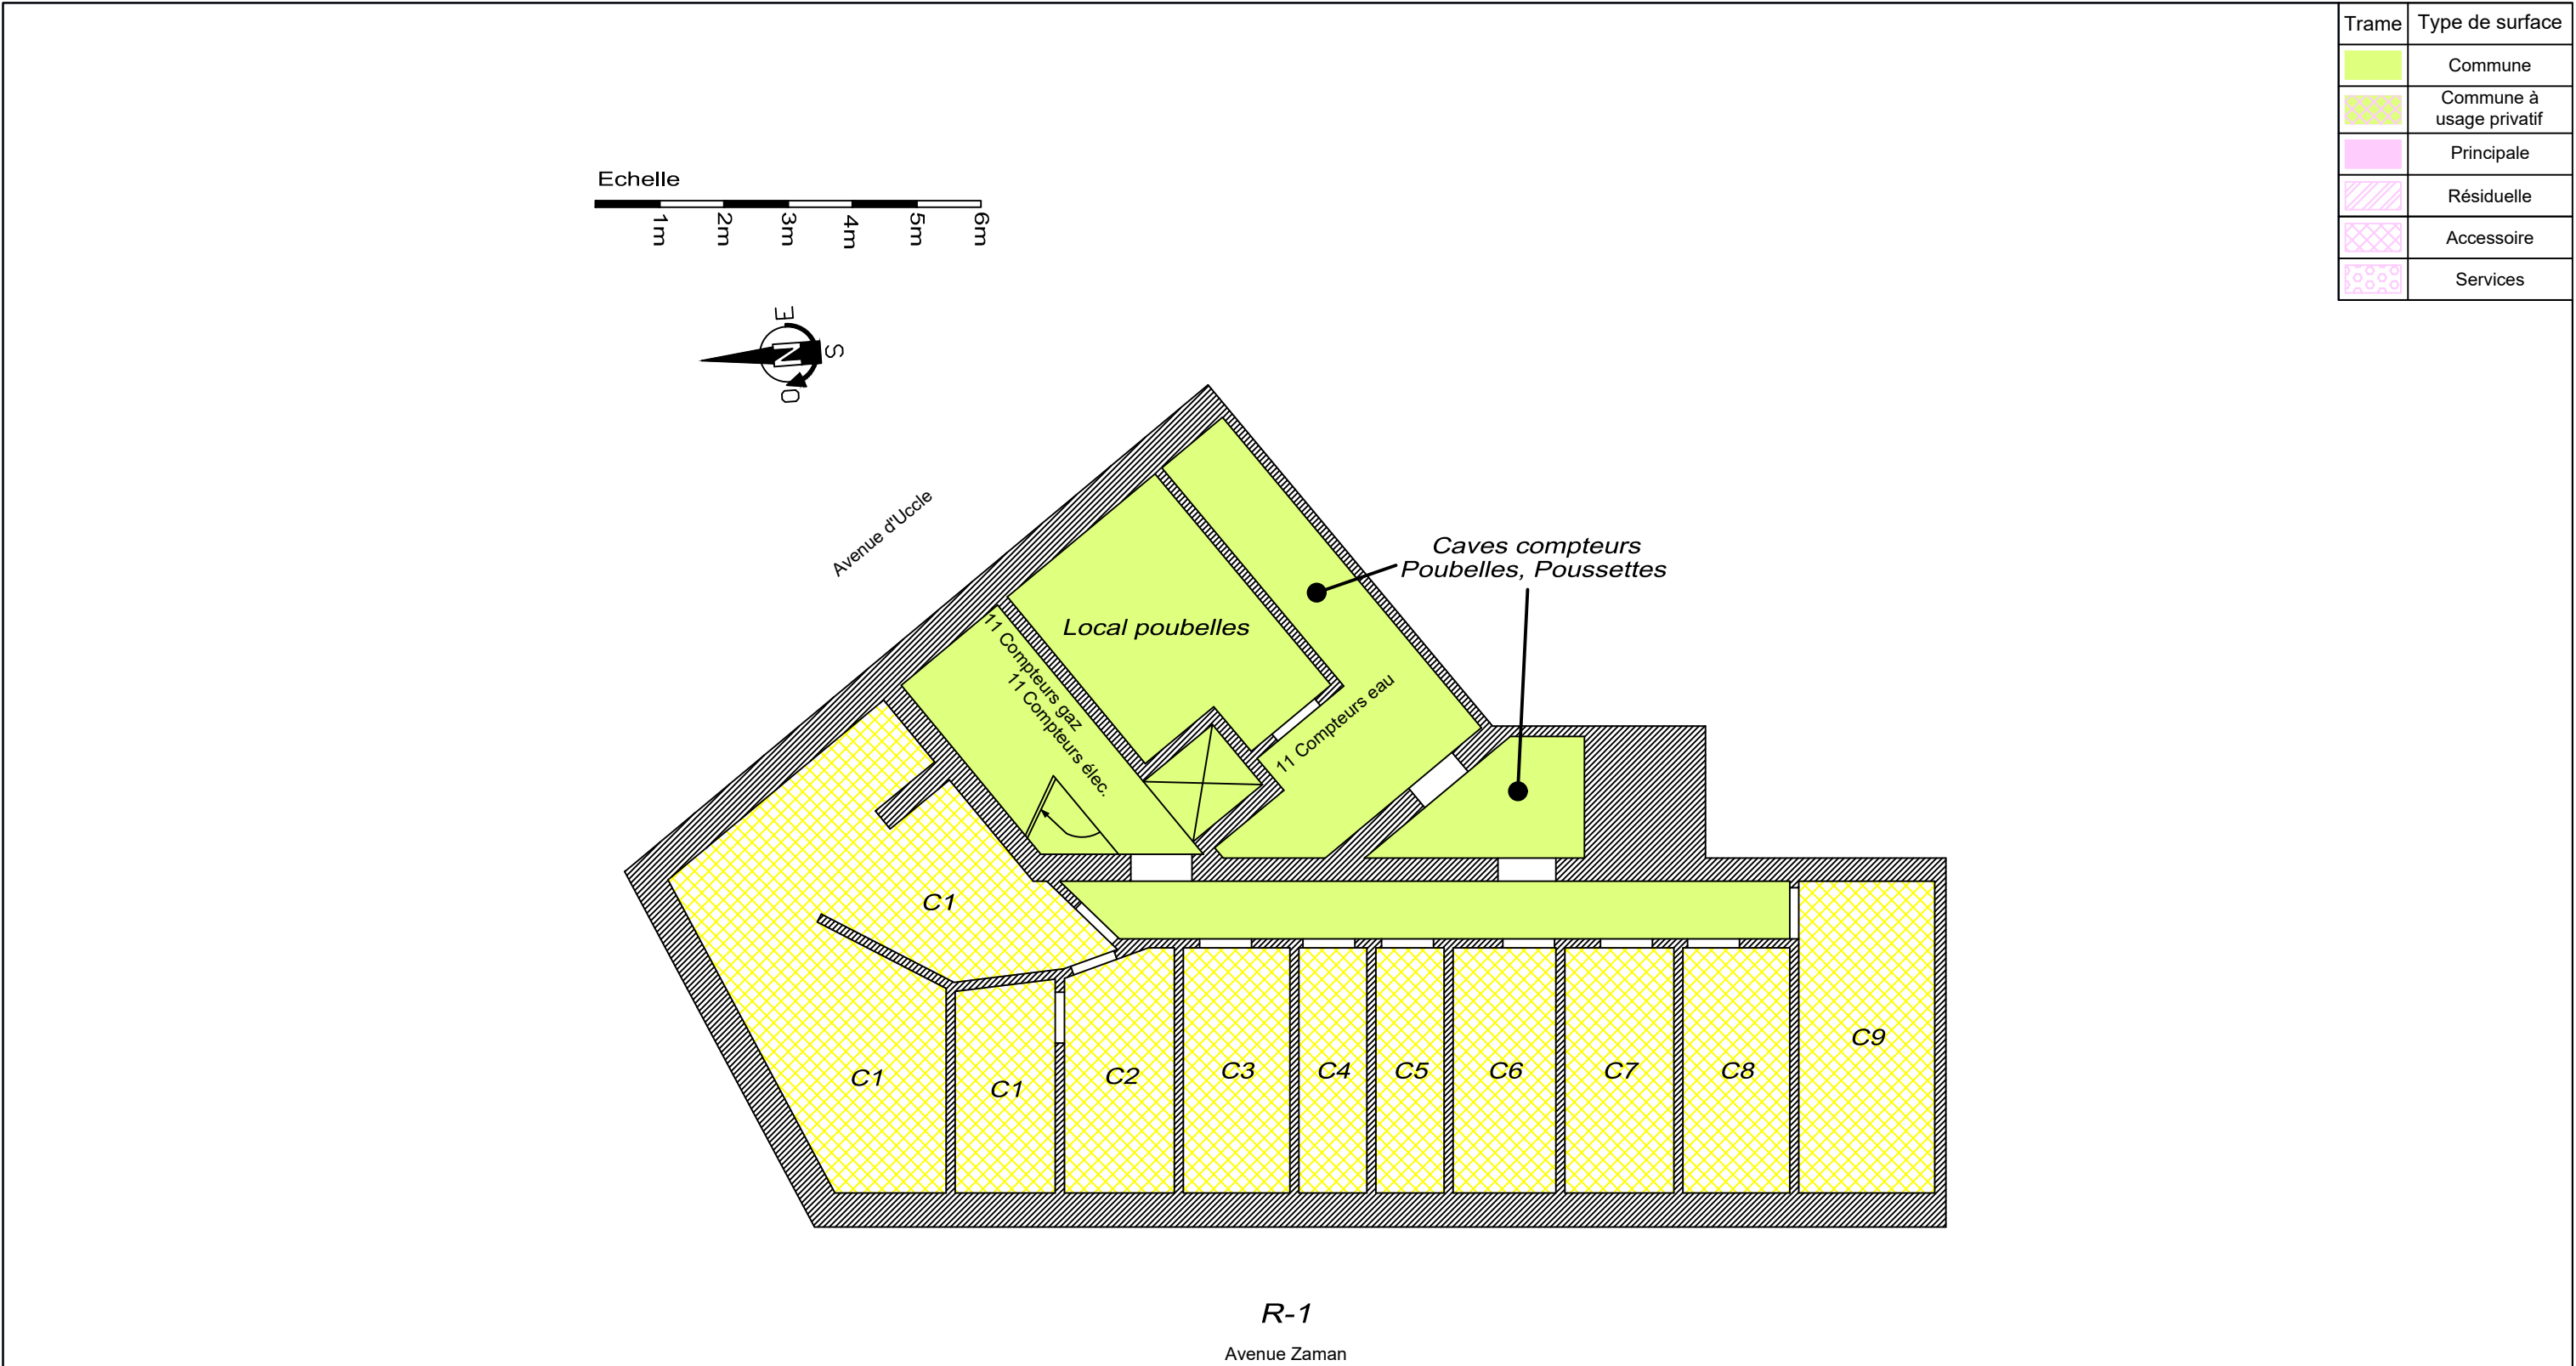 Trame Type de surface
Commune
Commune à
usage privatif
Principale
Résiduelle
Accessoire
Services
Echelle
1m 2m 3m 4m 5m 6m
E
N S
O
Avenue d'Uccle
Caves compteurs
Poubelles, Poussettes
Local poubelles
11 Compteurs gaz
11 Compteurs élec.
11 Compteurs eau
C1
C1
C1
C2
C3
C4
C5
C6
C7
C8
C9
R-1
Avenue Zaman